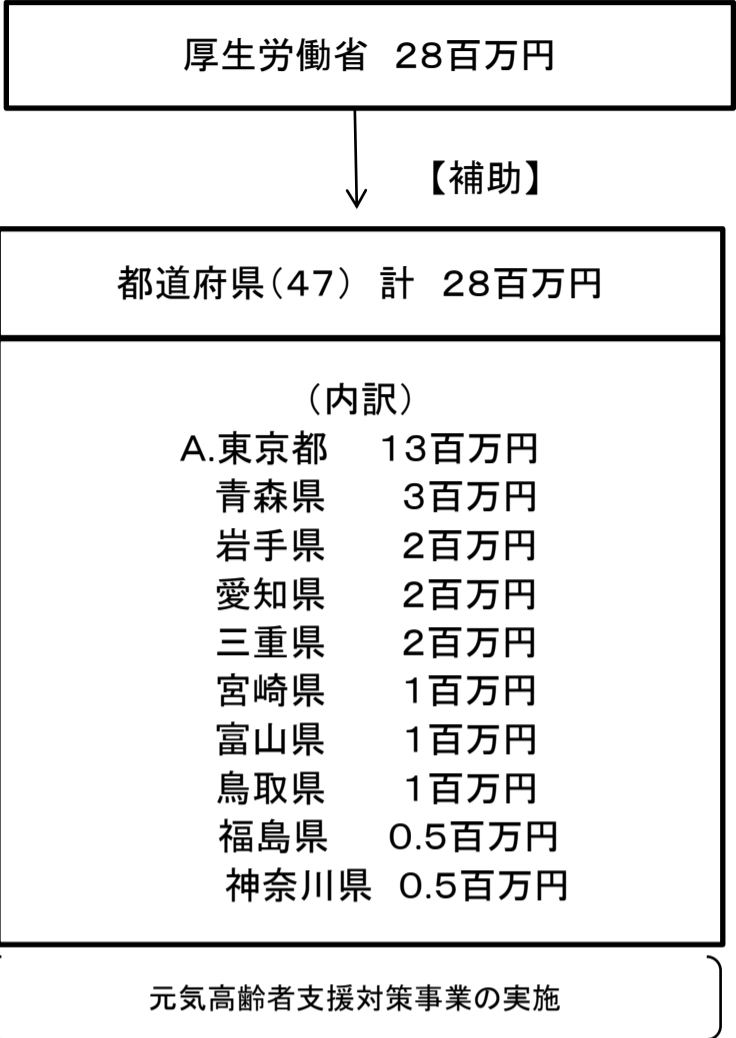 厚生労働省 28百万円
【補助】
都道府県(47) 計 28百万円
(内訳)
A.東京都 13百万円
青森県 3百万円
岩手県 2百万円
愛知県 2百万円
三重県 2百万円
宮崎県 1百万円
富山県 1百万円
鳥取県 1百万円
福島県 0.5百万円
神奈川県 0.5百万円
元気高齢者支援対策事業の実施